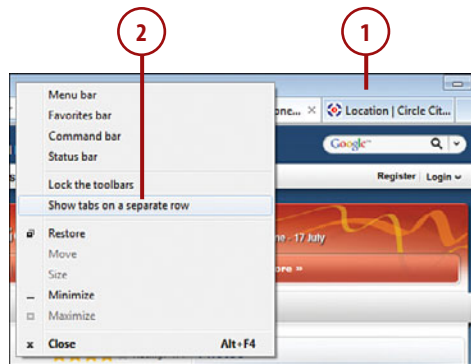 2
1
Menu bar
Favorites bar
Command bar
Status bar
Lock the toolbars
Show tabs on a separate row
Restore
Move
Size
Minimize
Maximize
Close Alt+F4
Location | Circle Cit...
Google
Register Login
- 17 July